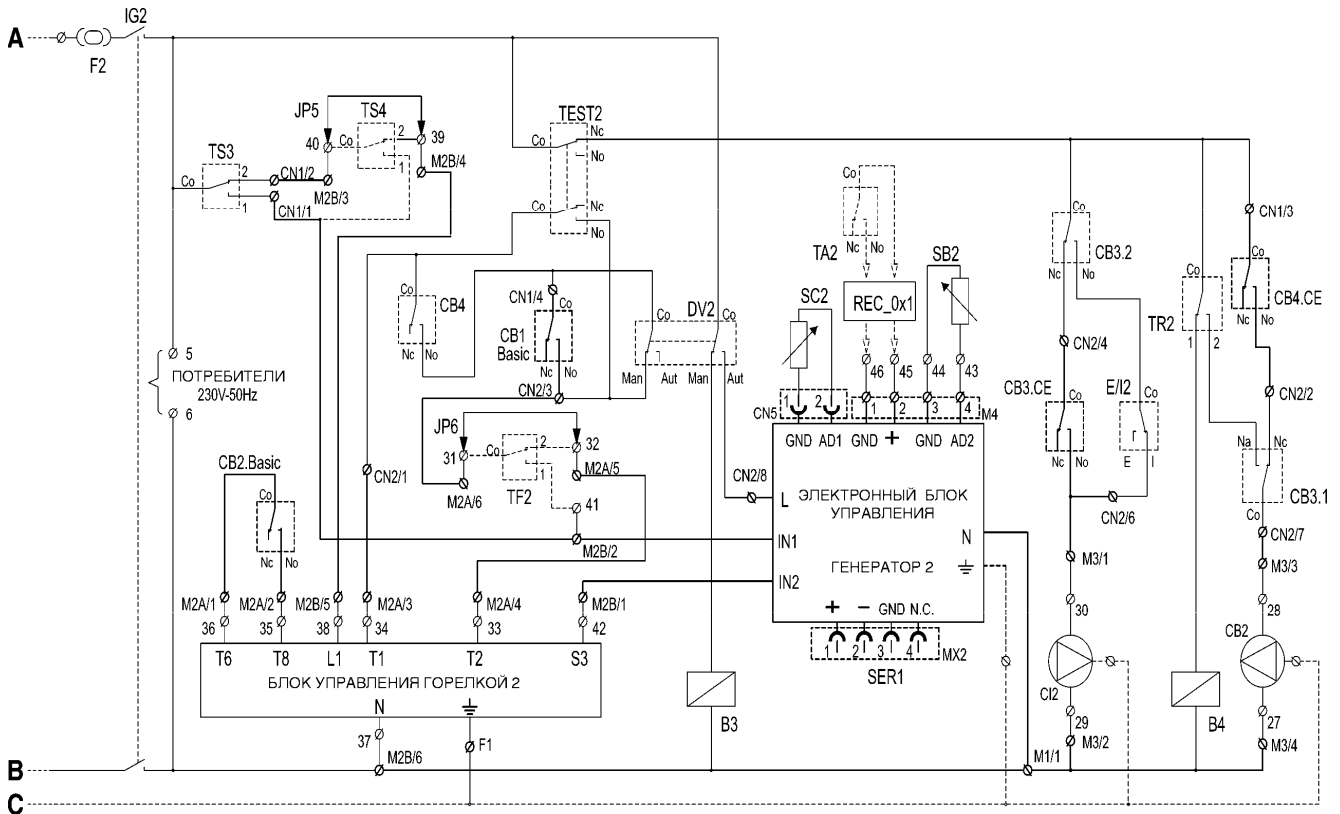 A
IG2
F2
JP5
TS4
40
Co
2
39
1
TS3
Co
2
1
CN1/2
M2B/3
M2B/4
CN1/1
TEST2
Co
Nc
No
Co
Nc
No
Co
TA2
Nc
No
REC_0x1
SB2
SC2
46
45
44
43
CN5
1
2
1
2
3
4
M4
GND
AD1
GND
+
GND
AD2
Co
CB3.2
Nc
No
CN2/4
CB3.CE
Co
Nc
No
E/I2
Co
E
I
CN2/6
CN1/3
Co
CB4.CE
Nc
No
Co
TR2
1
2
CN2/2
Na
Nc
CB3.1
Co
CN2/7
Co
CB4
Nc
No
CN1/4
Co
CB1
Basic
Nc
No
CN2/3
Co
DV2
Co
Man
Aut
Man
Aut
5
ПОТРЕБИТЕЛИ
230V-50Hz
6
JP6
31
Co
2
1
TF2
32
M2A/6
M2A/5
41
M2B/2
CN2/1
CN2/8
CB2.Basic
Co
Nc
No
L
ЭЛЕКТРОННЫЙ БЛОК
УПРАВЛЕНИЯ
IN1
N
ГЕНЕРАТОР 2
IN2
+
−
GND
N.C.
1
2
3
4
MX2
SER1
M2A/1
M2A/2
M2B/5
M2A/3
M2A/4
M2B/1
36
35
38
34
33
42
T6
T8
L1
T1
T2
S3
БЛОК УПРАВЛЕНИЯ ГОРЕЛКОЙ 2
N
37
M2B/6
F1
B3
M3/1
30
CI2
29
M3/2
M1/1
B4
M3/3
28
CB2
27
M3/4
B
C